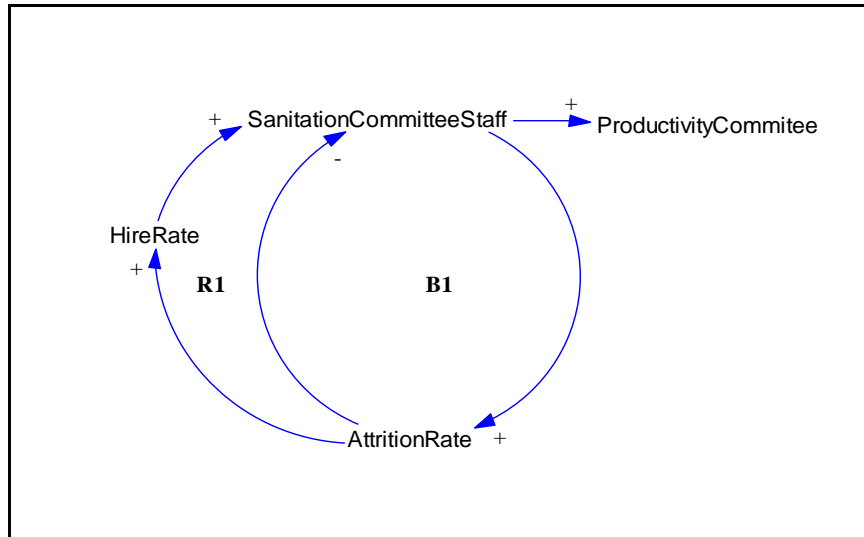 +
SanitationCommitteeStaff
+
ProductivityCommitee
-
HireRate
+
R1
B1
AttritionRate
+